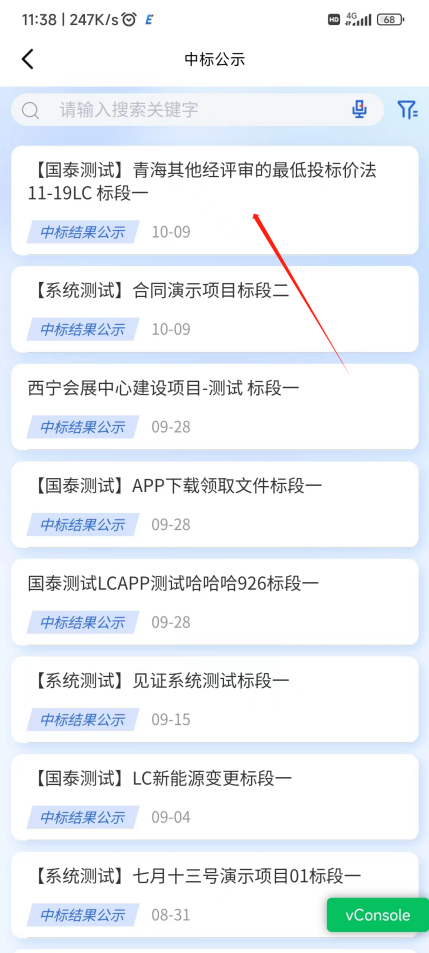 11:38 | 247K/s
HD 4G 68
中标公示
请输入搜索关键字
【国泰测试】青海其他经评审的最低投标价法
11-19LC 标段一
中标结果公示 10-09
【系统测试】合同演示项目标段二
中标结果公示 10-09
西宁会展中心建设项目-测试 标段一
中标结果公示 09-28
【国泰测试】APP下载领取文件标段一
中标结果公示 09-28
国泰测试LCAPP测试哈哈哈926标段一
中标结果公示 09-28
【系统测试】见证系统测试标段一
中标结果公示 09-15
【国泰测试】LC新能源变更标段一
中标结果公示 09-04
【系统测试】七月十三号演示项目01标段一
中标结果公示 08-31
vConsole